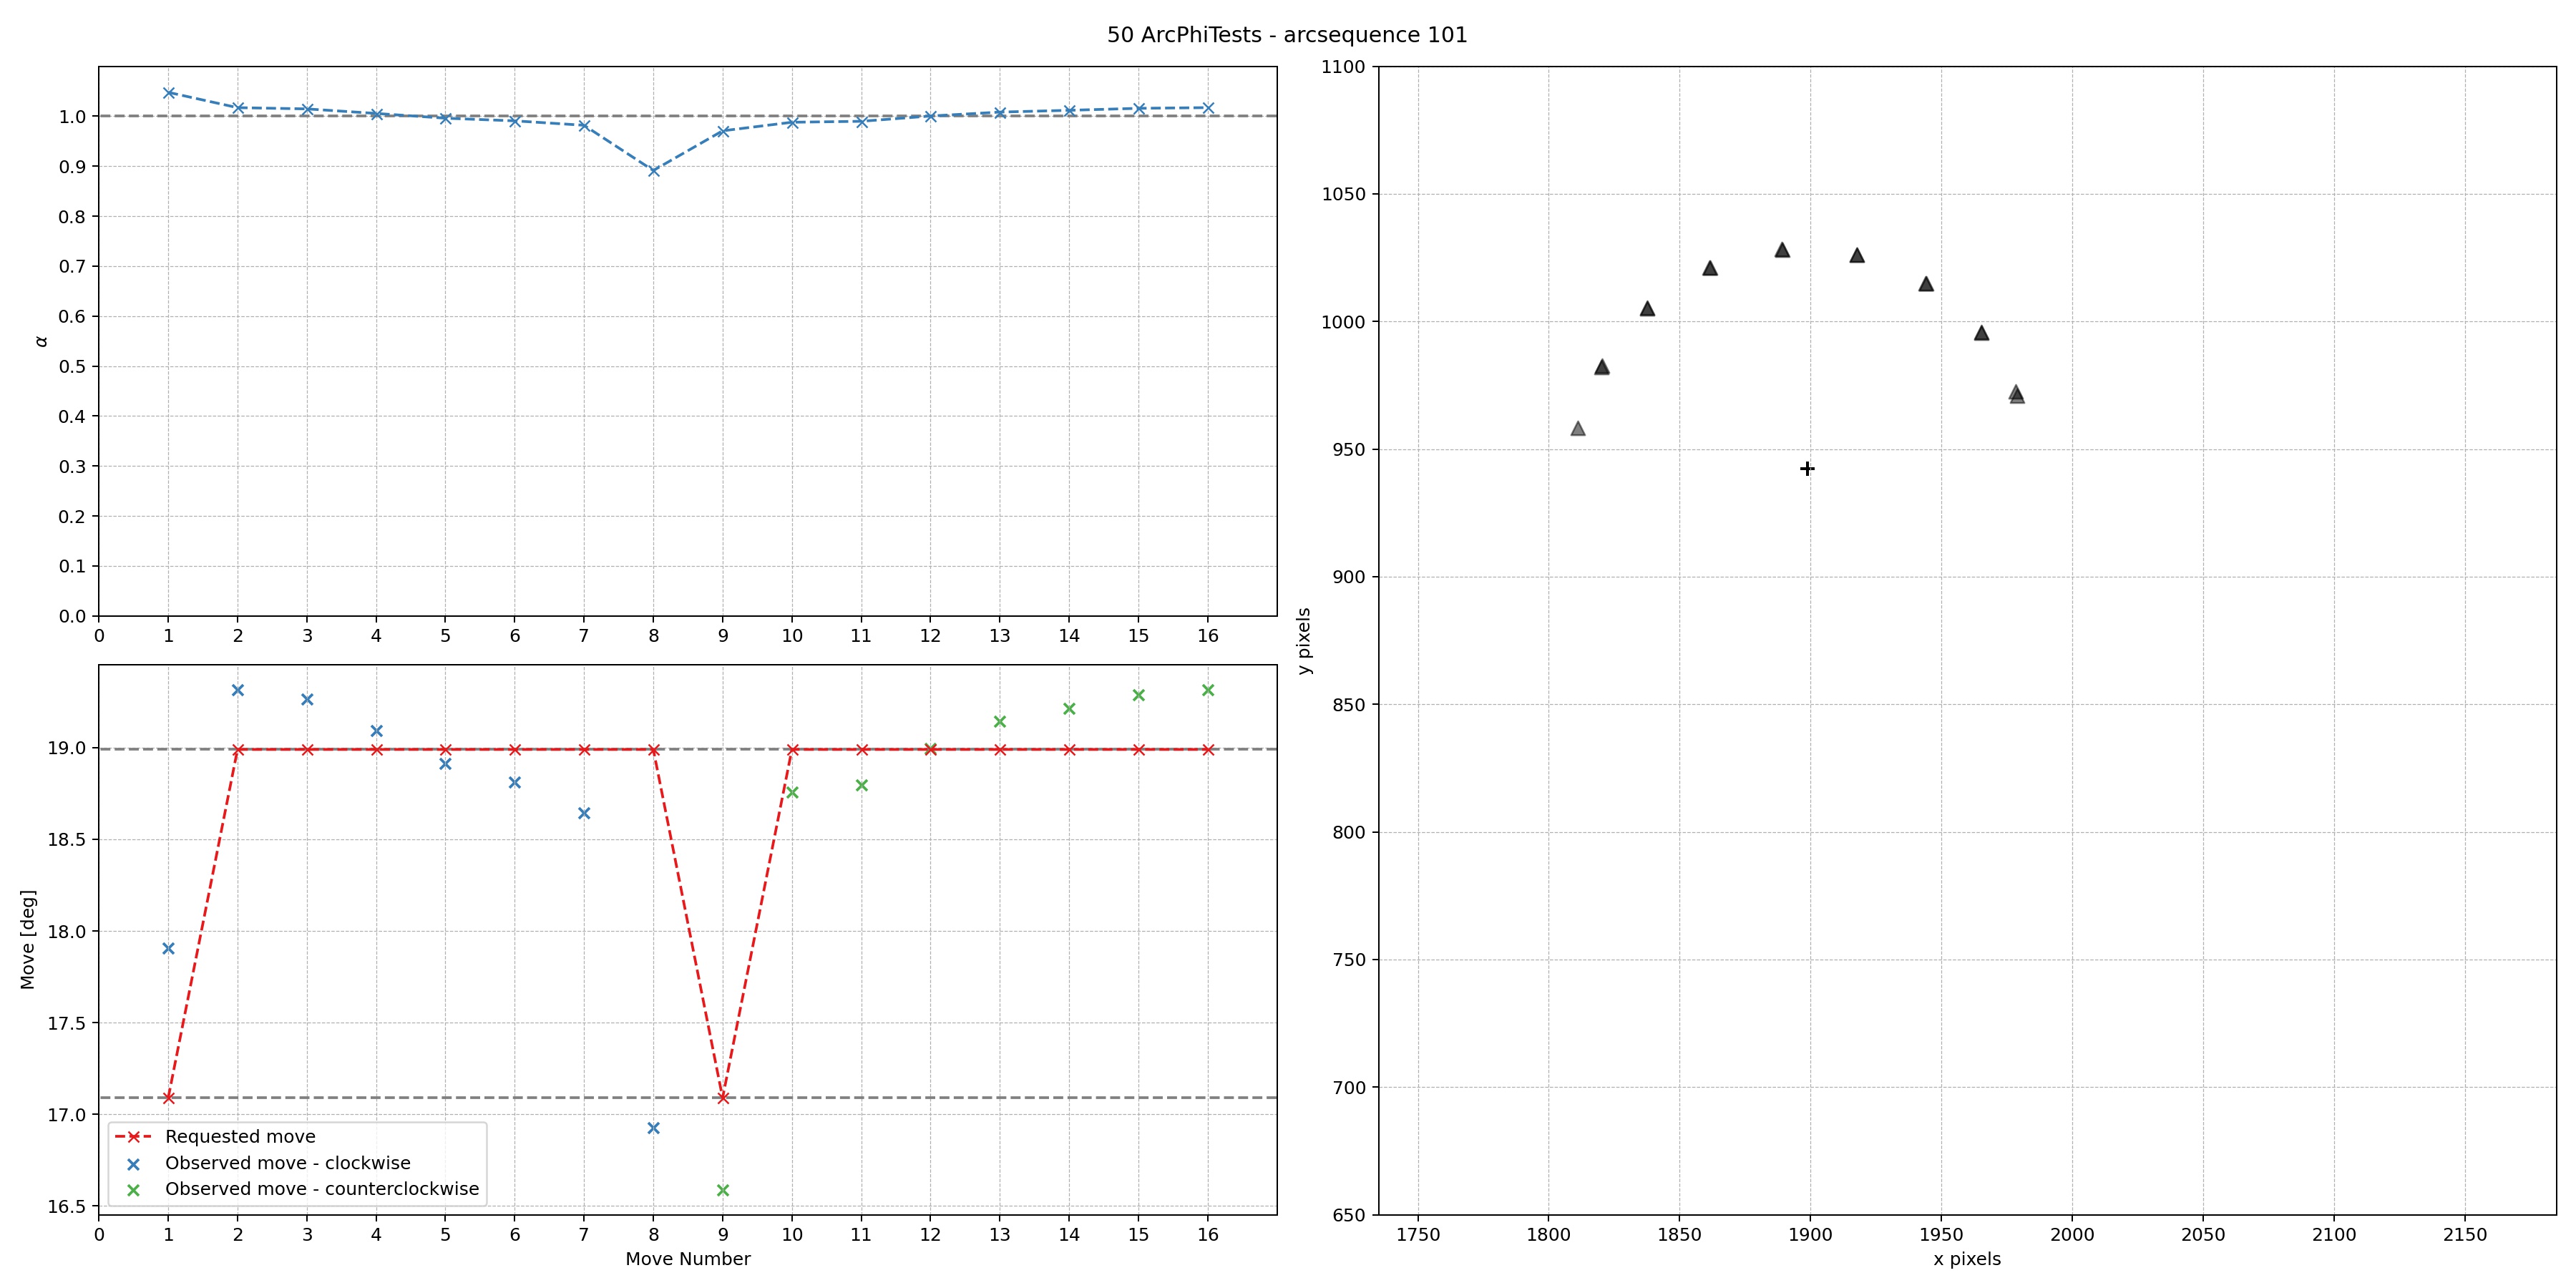 50 ArcPhiTests - arcsequence 101
1.0
0.9
0.8
0.7
0.6
0.5
0.4
0.3
0.2
0.1
0.0
α
0 1 2 3 4 5 6 7 8 9 10 11 12 13 14 15 16
19.0
18.5
18.0
17.5
17.0
16.5
Move [deg]
Requested move
Observed move - clockwise
Observed move - counterclockwise
0 1 2 3 4 5 6 7 8 9 10 11 12 13 14 15 16
Move Number
1100
1050
1000
950
900
850
800
750
700
650
y pixels
1750 1800 1850 1900 1950 2000 2050 2100 2150
x pixels